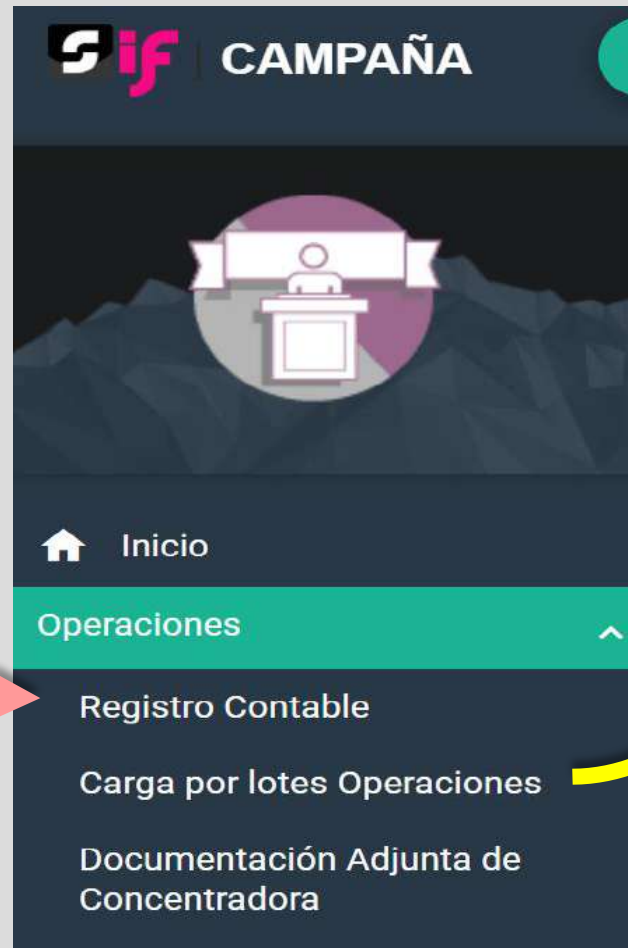 sif CAMPAÑA
Inicio
Operaciones
Registro Contable
Carga por lotes Operaciones
Documentación Adjunta de
Concentradora